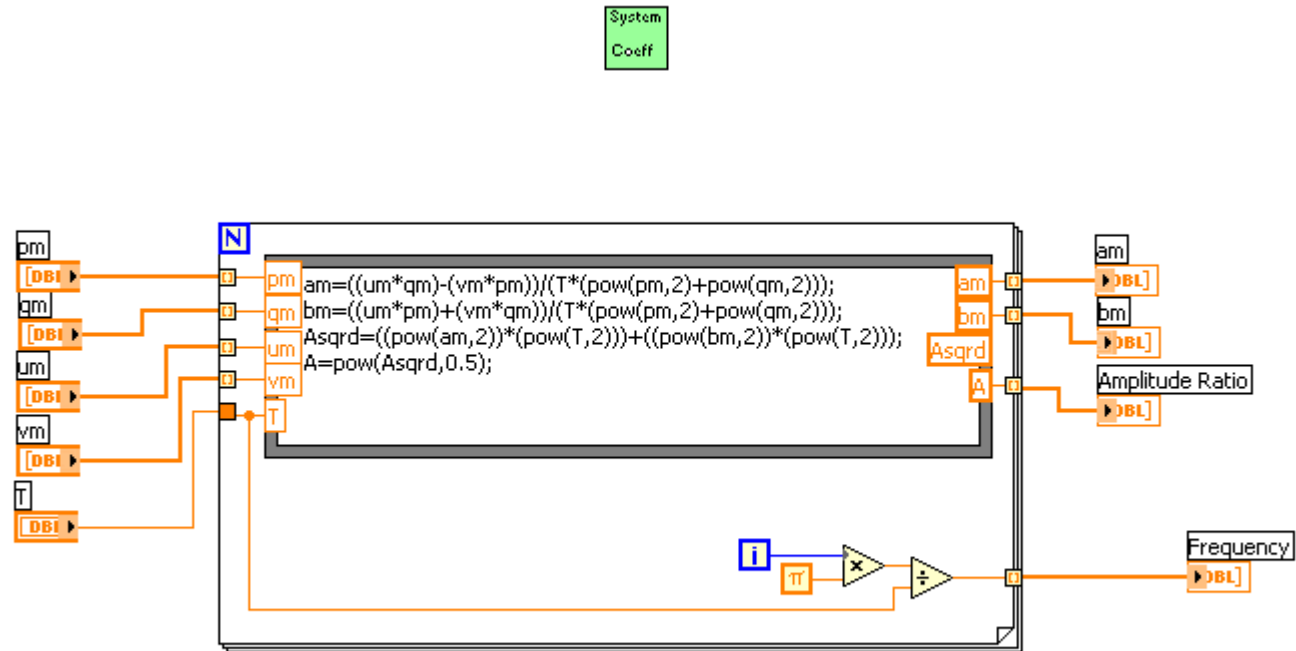 System
Coeff
pm
[DBL]
qm
[DBL]
um
[DBL]
vm
[DBL]
T
DBL
N
pm
qm
um
vm
T
am=((um*qm)-(vm*pm))/(T*(pow(pm,2)+pow(qm,2)));
bm=((um*pm)+(vm*qm))/(T*(pow(pm,2)+pow(qm,2)));
Asqrd=((pow(am,2))*(pow(T,2)))+((pow(bm,2))*(pow(T,2)));
A=pow(Asqrd,0.5);
am
bm
Asqrd
A
am
DBL]
bm
DBL]
Amplitude Ratio
DBL]
i
π
×
÷
Frequency
DBL]